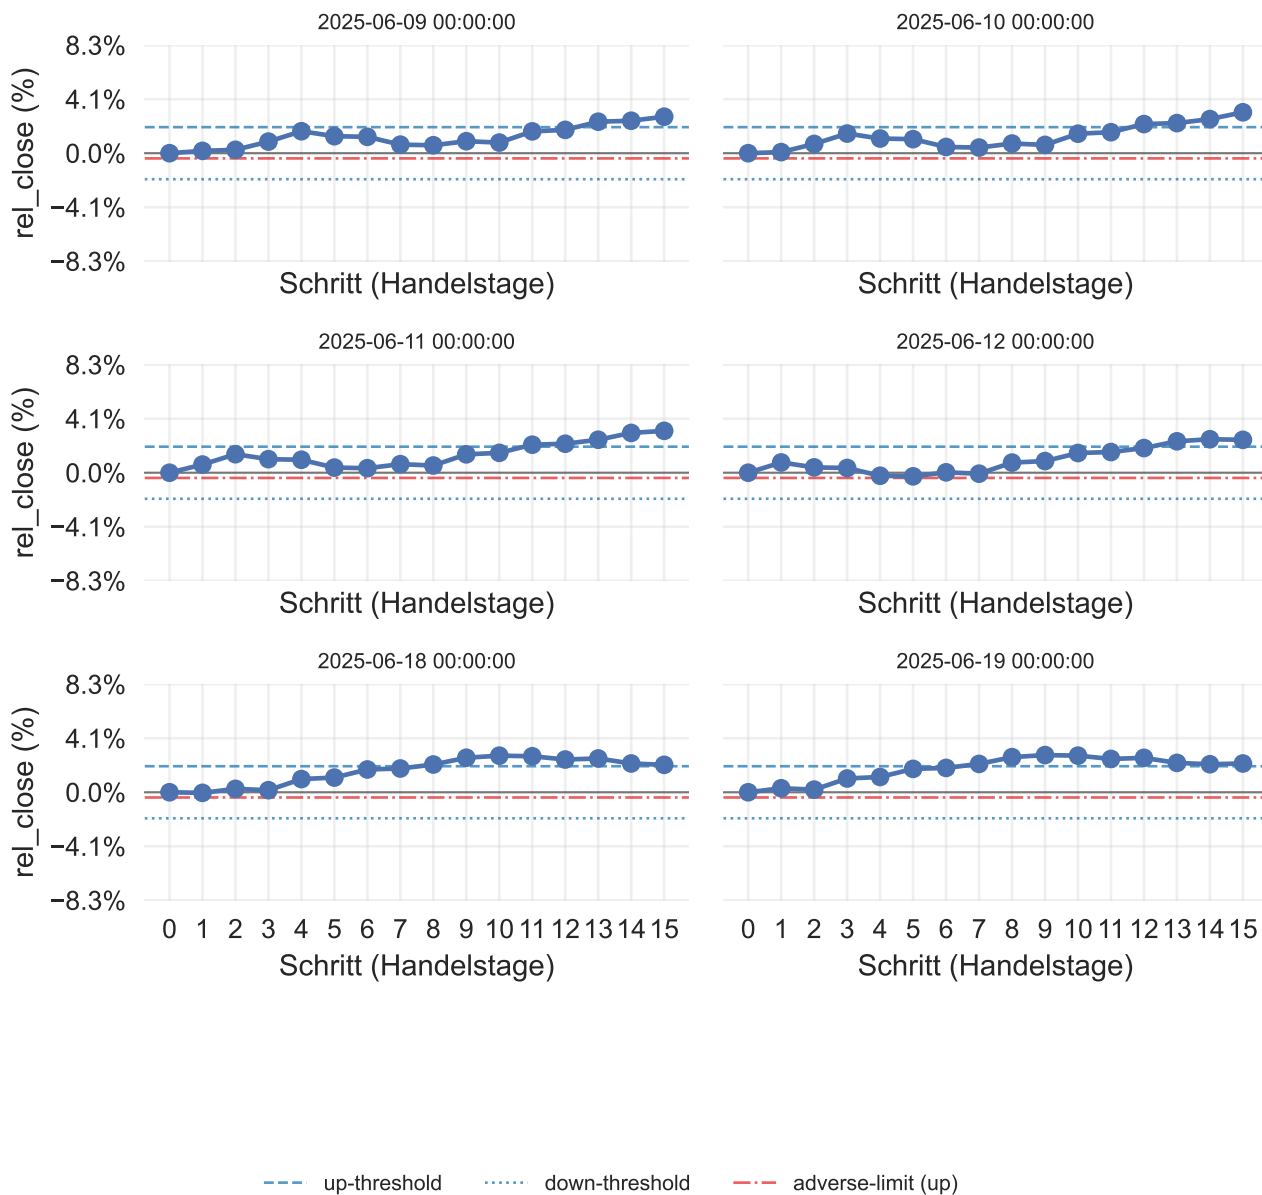 2025-06-09 00:00:00
2025-06-10 00:00:00
8.3%
4.1%
0.0%
−4.1%
−8.3%
rel_close (%)
Schritt (Handelstage)
Schritt (Handelstage)
2025-06-11 00:00:00
2025-06-12 00:00:00
8.3%
4.1%
0.0%
−4.1%
−8.3%
rel_close (%)
Schritt (Handelstage)
Schritt (Handelstage)
2025-06-18 00:00:00
2025-06-19 00:00:00
8.3%
4.1%
0.0%
−4.1%
−8.3%
rel_close (%)
0 1 2 3 4 5 6 7 8 9 10 11 12 13 14 15
0 1 2 3 4 5 6 7 8 9 10 11 12 13 14 15
Schritt (Handelstage)
Schritt (Handelstage)
up-threshold
down-threshold
adverse-limit (up)